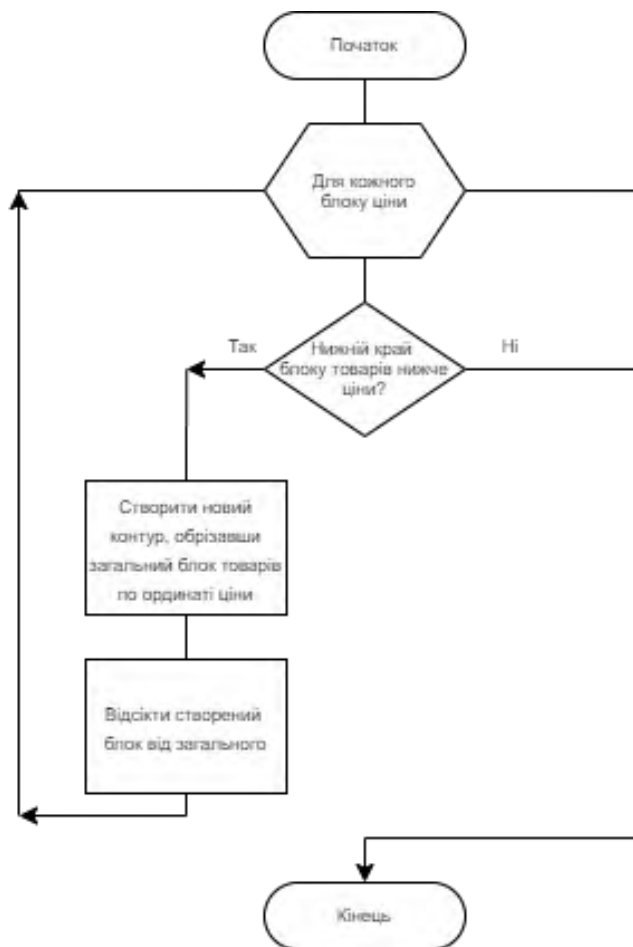 Початок
Для кожного
блоку ціни
Так
Нижній край
блоку товарів нижче
ціни?
Ні
Створити новий
контур, обрізавши
загальний блок товарів
по ординаті ціни
Відсікти створений
блок від загального
Кінець